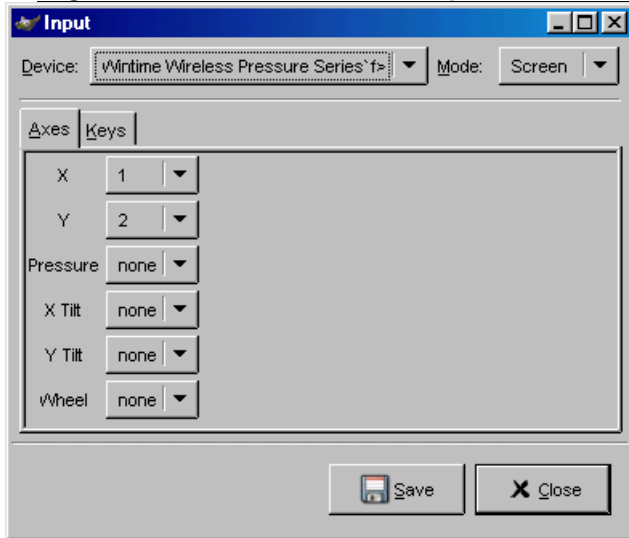 Input
Device: Wintime Wireless Pressure Series`f> Mode: Screen
Axes Keys
X 1
Y 2
Pressure none
X Tilt none
Y Tilt none
Wheel none
Save Close